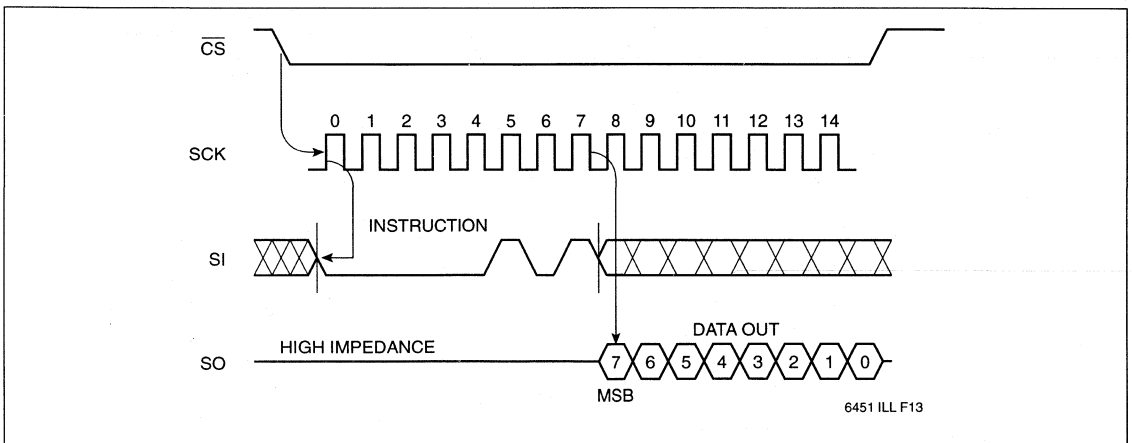 CS
0 1 2 3 4 5 6 7 8 9 10 11 12 13 14
SCK
INSTRUCTION
SI
DATA OUT
HIGH IMPEDANCE
SO
7 6 5 4 3 2 1 0
MSB
6451 ILL F13